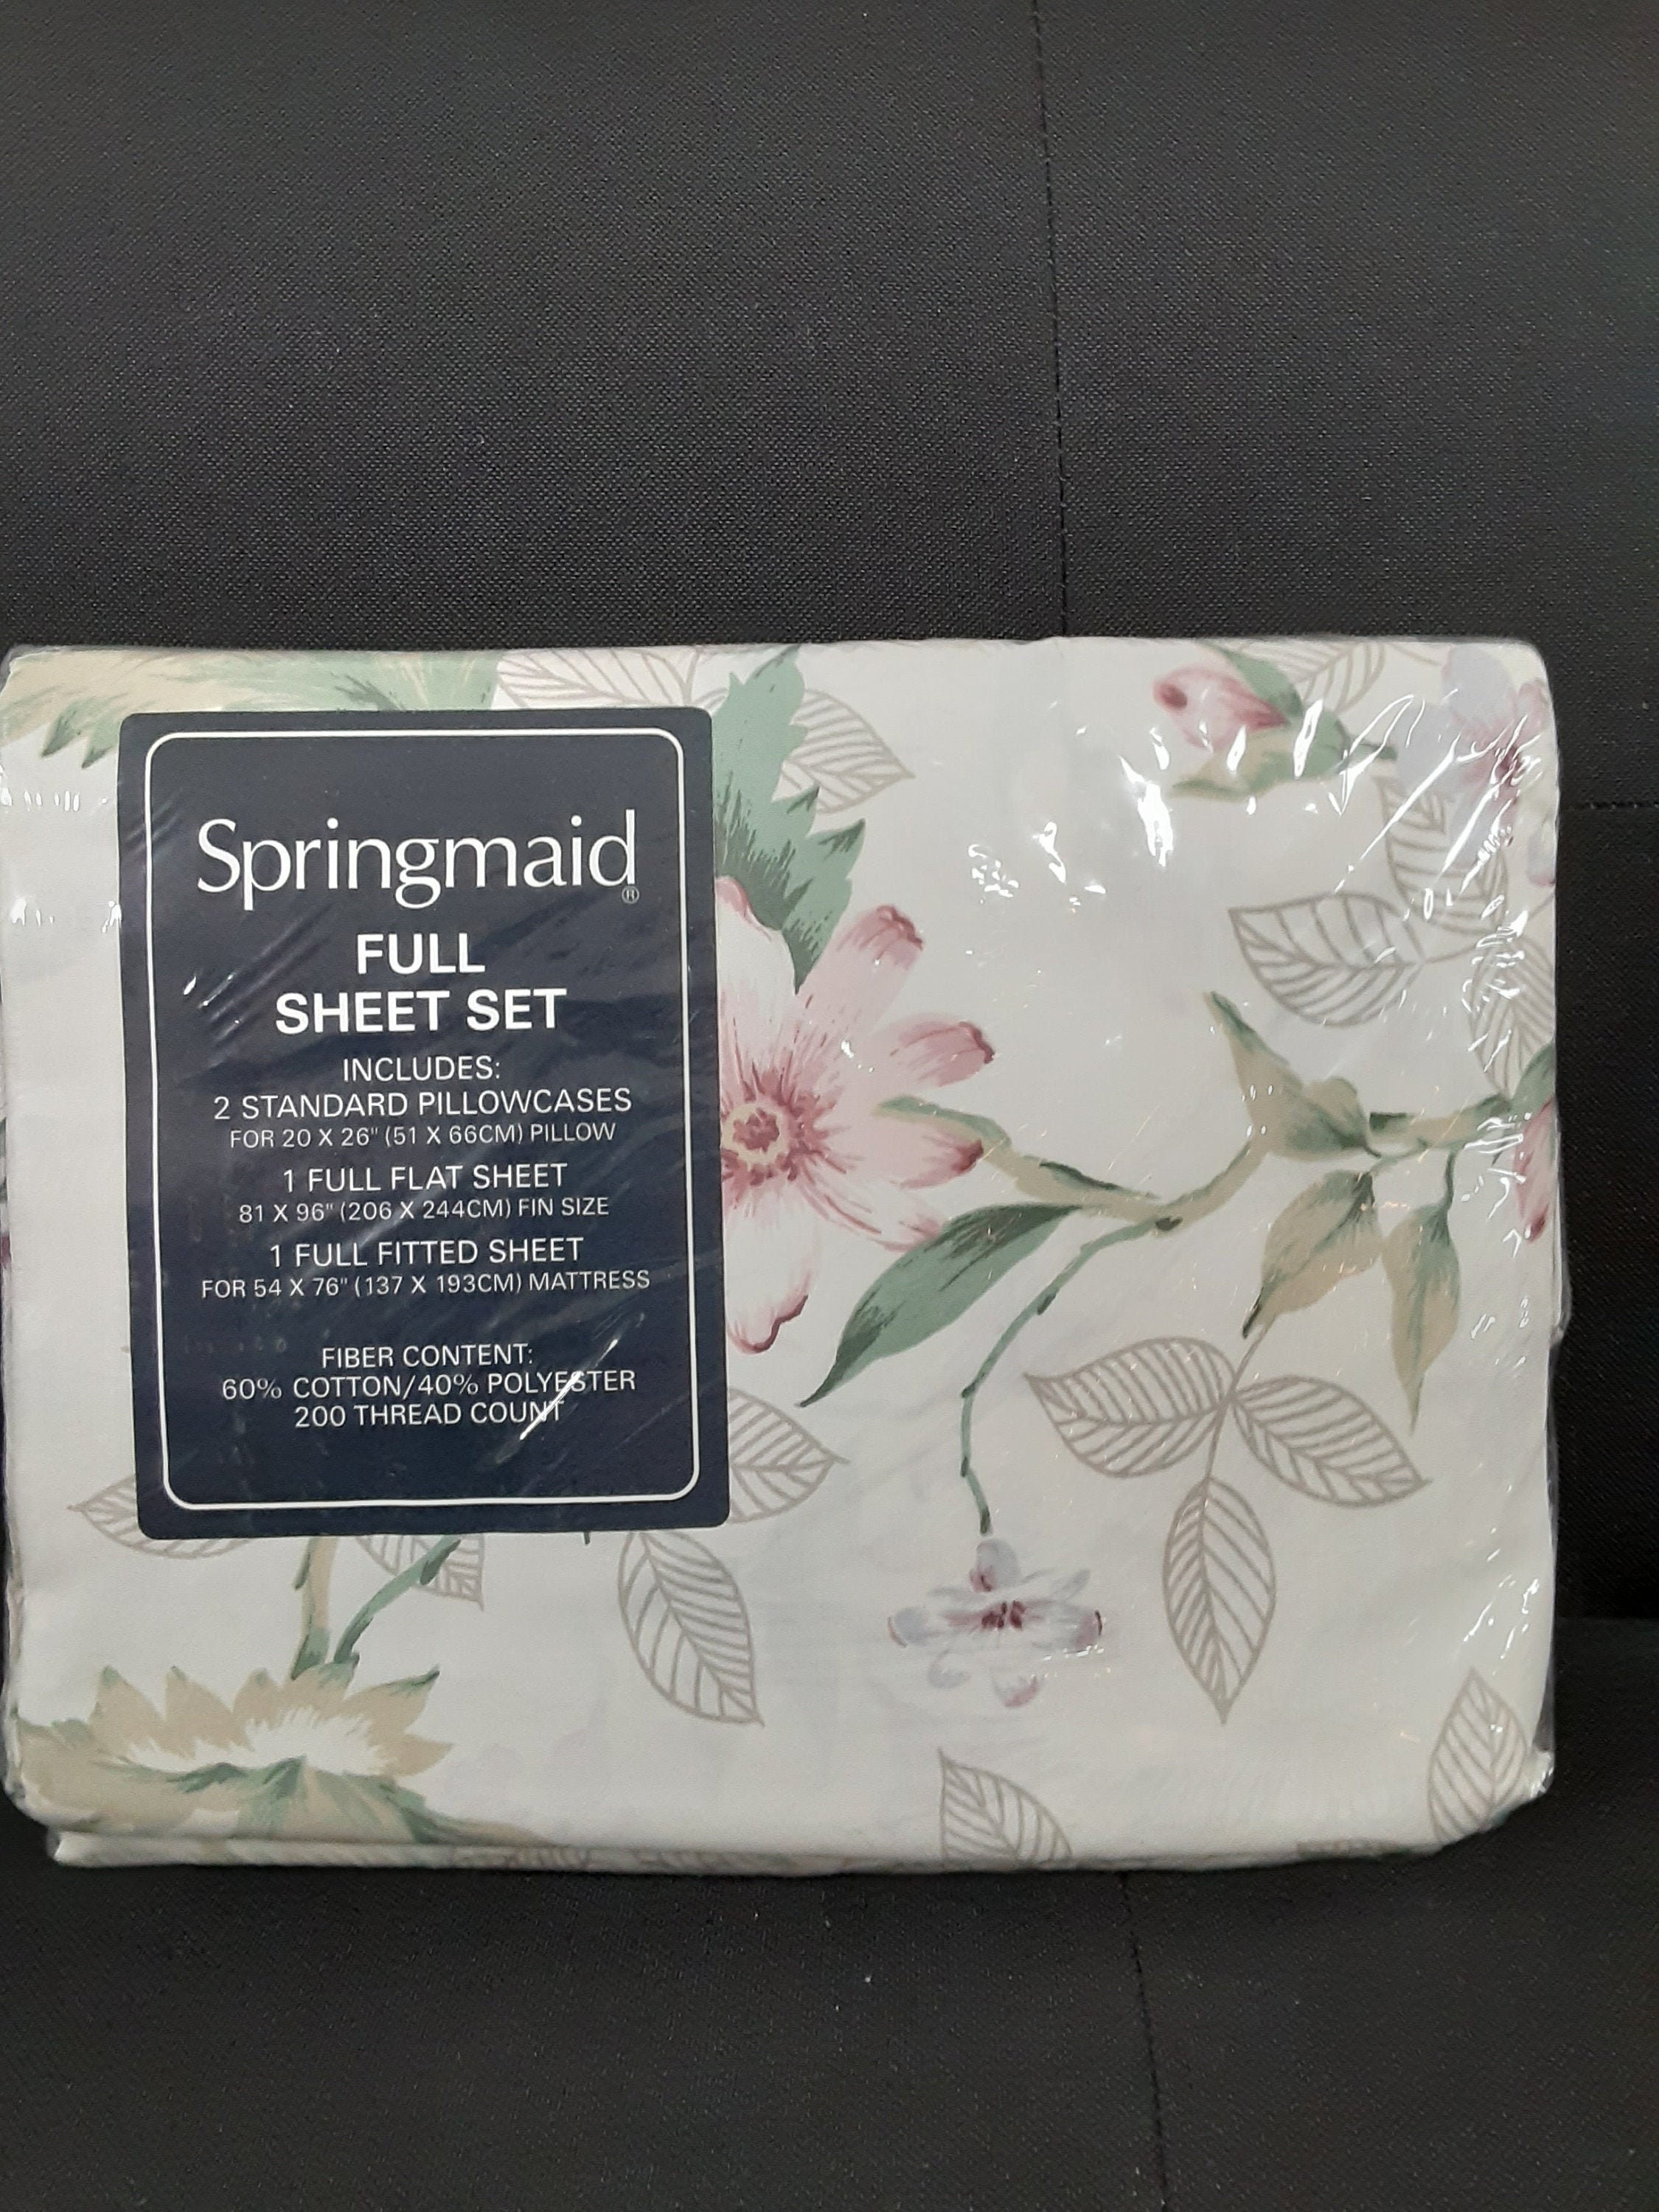 Springmaid®
FULL
SHEET SET
INCLUDES:
2 STANDARD PILLOWCASES
FOR 20 X 26" (51 X 66CM) PILLOW
1 FULL FLAT SHEET
81 X 96" (206 X 244CM) FIN SIZE
1 FULL FITTED SHEET
FOR 54 X 76" (137 X 193CM) MATTRESS
FIBER CONTENT:
60% COTTON/40% POLYESTER
200 THREAD COUNT